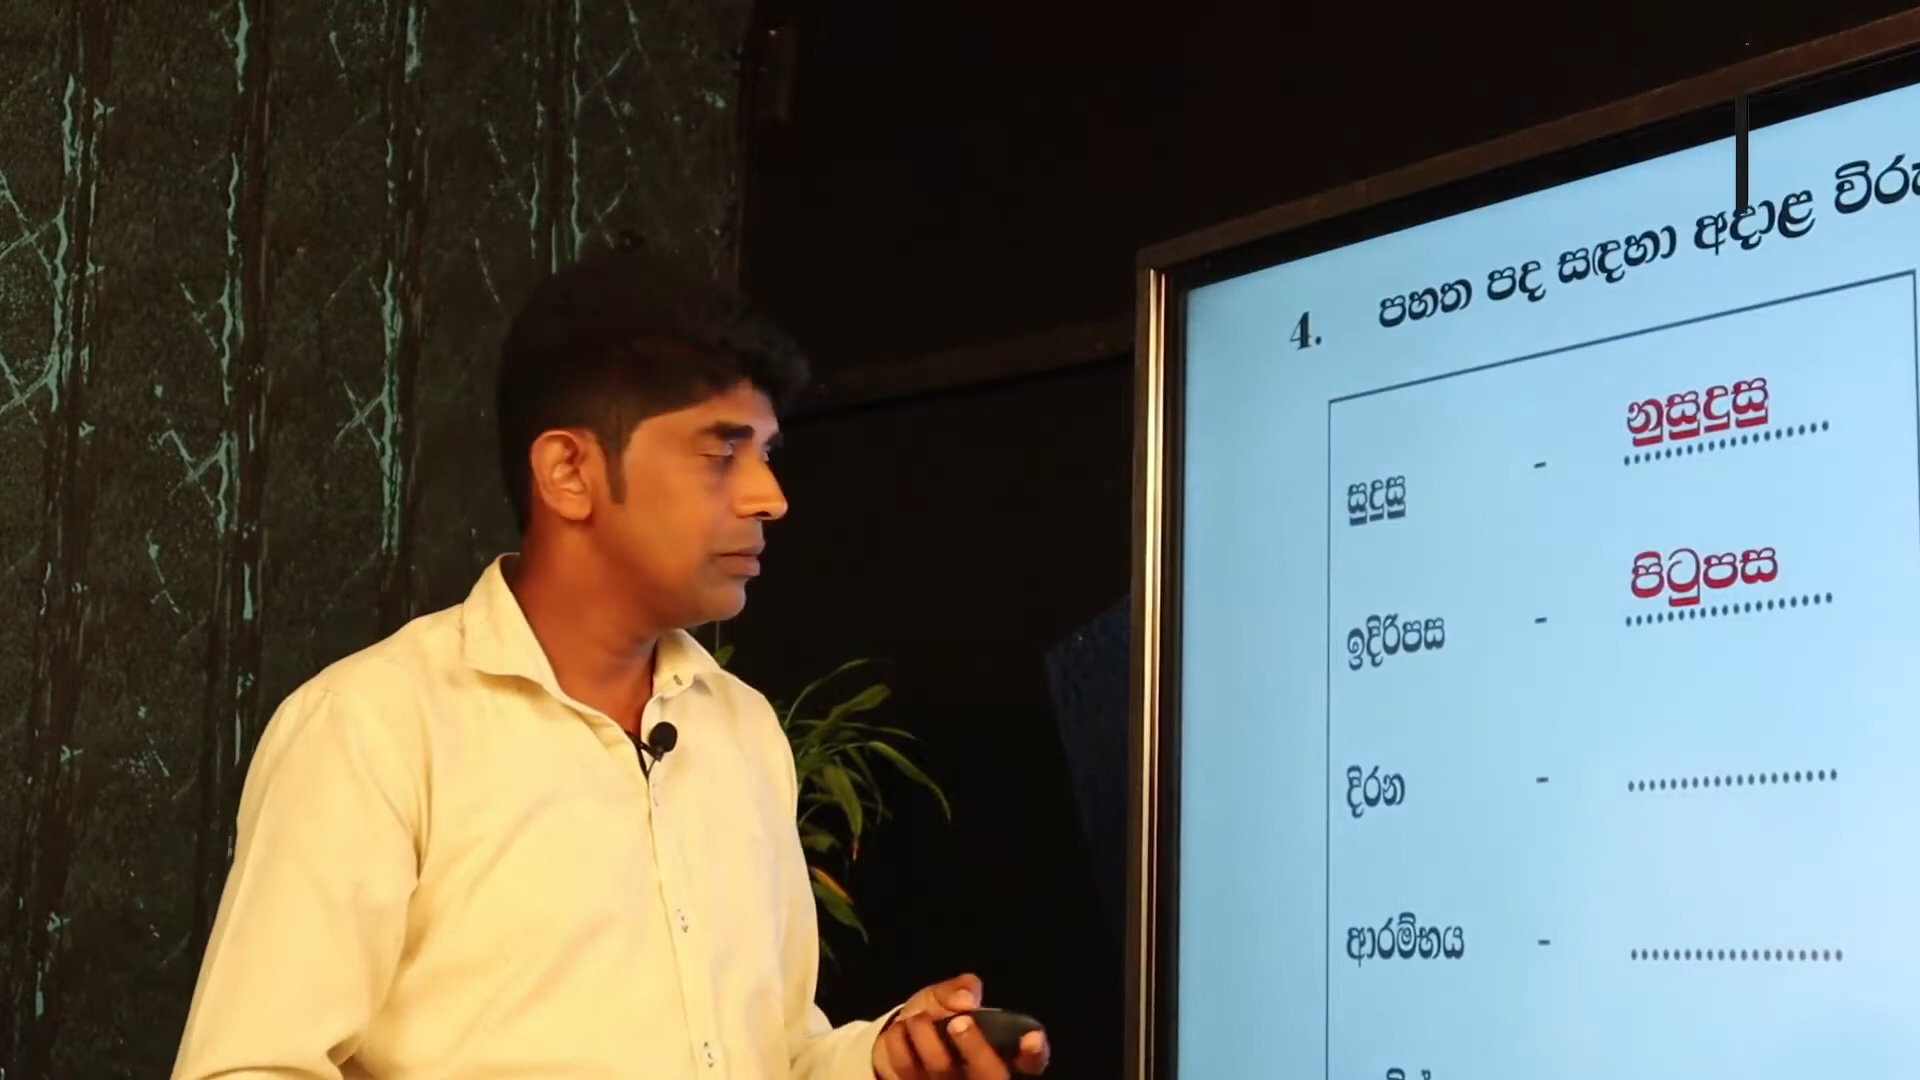 4. පහත පද සඳහා අදාළ
සුදුසු - නුසුදුසු
ඉදිරිපස - පිටුපස
දිරන - ..................
ආරම්භය - ..................